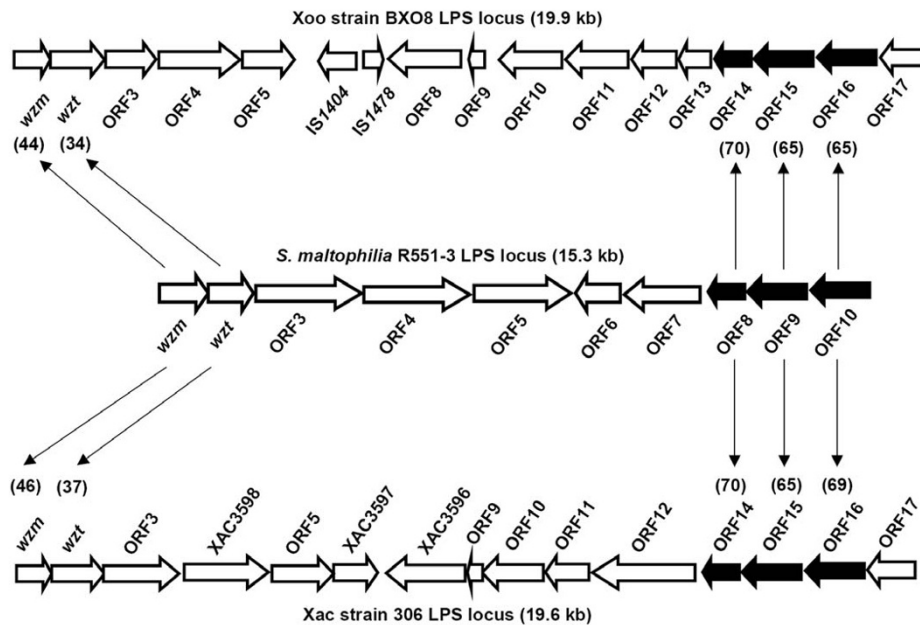 Xoo strain BXO8 LPS locus (19.9 kb)
wzm wzt ORF3 ORF4 ORF5 IS1404 IS1478 ORF8 ORF9 ORF10 ORF11 ORF12 ORF13 ORF14 ORF15 ORF16 ORF17
(44) (34) (70) (65) (65)
S. maltophilia R551-3 LPS locus (15.3 kb)
wzm wzt ORF3 ORF4 ORF5 ORF6 ORF7 ORF8 ORF9 ORF10
(46) (37) (70) (65) (69)
wzm wzt ORF3 XAC3598 ORF5 XAC3597 XAC3596 ORF9 ORF10 ORF11 ORF12 ORF14 ORF15 ORF16 ORF17
Xac strain 306 LPS locus (19.6 kb)